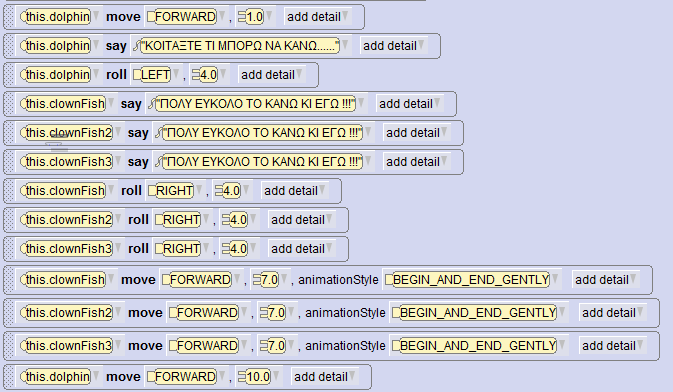 this.dolphin move FORWARD , 1.0 add detail
this.dolphin say "ΚΟΙΤΑΞΤΕ ΤΙ ΜΠΟΡΩ ΝΑ ΚΑΝΩ......" add detail
this.dolphin roll LEFT , 4.0 add detail
this.clownFish say "ΠΟΛΥ ΕΥΚΟΛΟ ΤΟ ΚΑΝΩ ΚΙ ΕΓΩ !!!" add detail
this.clownFish2 say "ΠΟΛΥ ΕΥΚΟΛΟ ΤΟ ΚΑΝΩ ΚΙ ΕΓΩ !!!" add detail
this.clownFish3 say "ΠΟΛΥ ΕΥΚΟΛΟ ΤΟ ΚΑΝΩ ΚΙ ΕΓΩ !!!" add detail
this.clownFish roll RIGHT , 4.0 add detail
this.clownFish2 roll RIGHT , 4.0 add detail
this.clownFish3 roll RIGHT , 4.0 add detail
this.clownFish move FORWARD , 7.0 , animationStyle BEGIN_AND_END_GENTLY add detail
this.clownFish2 move FORWARD , 7.0 , animationStyle BEGIN_AND_END_GENTLY add detail
this.clownFish3 move FORWARD , 7.0 , animationStyle BEGIN_AND_END_GENTLY add detail
this.dolphin move FORWARD , 10.0 add detail